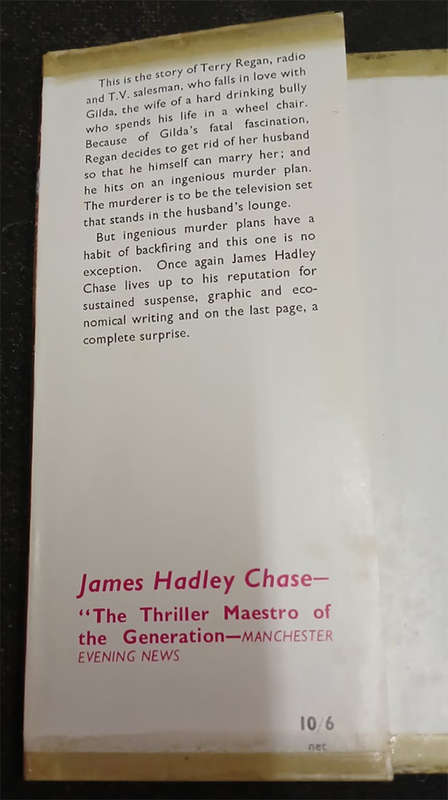 This is the story of Terry Regan, radio
and T.V. salesman, who falls in love with
Gilda, the wife of a hard drinking bully
who spends his life in a wheel chair.
Because of Gilda's fatal fascination,
Regan decides to get rid of her husband
so that he himself can marry her; and
he hits on an ingenious murder plan.
The murderer is to be the television set
that stands in the husband's lounge.
But ingenious murder plans have a
habit of backfiring and this one is no
exception. Once again James Hadley
Chase lives up to his reputation for
sustained suspense, graphic and eco-
nomical writing and on the last page, a
complete surprise.
James Hadley Chase—
"The Thriller Maestro of
the Generation—MANCHESTER
EVENING NEWS
10/6
net